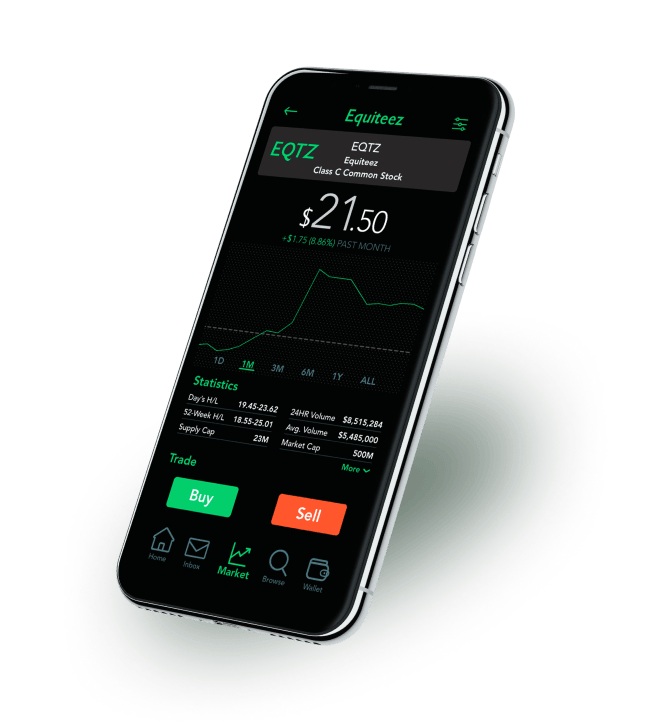 Equiteez
EQTZ
EQTZ
Equiteez
Class C Common Stock
$21.50
+$1.75 (8.86%) PAST MONTH
1D 1M 3M 6M 1Y ALL
Statistics
Day's H/L 19.45-23.62
52-Week H/L 18.55-25.01
Supply Cap 23M
24HR Volume $8,515,284
Avg. Volume $5,485,000
Market Cap 500M
More
Trade
Buy
Sell
Home
Inbox
Market
Browse
Wallet